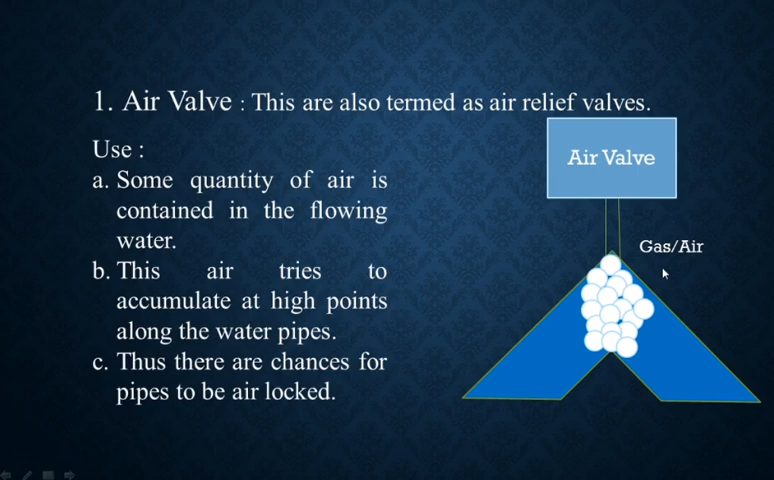 1. Air Valve : This are also termed as air relief valves.
Use :
a. Some quantity of air is
contained in the flowing
water.
b. This air tries to
accumulate at high points
along the water pipes.
c. Thus there are chances for
pipes to be air locked.
Air Valve
Gas/Air